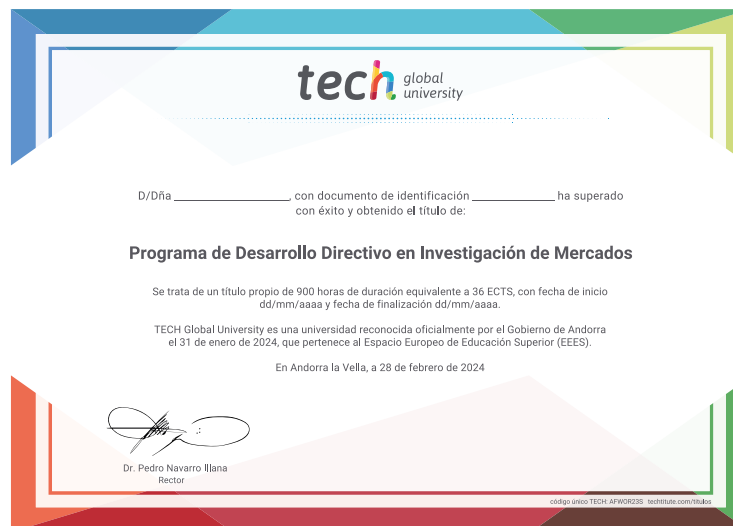 tech global university
D/Dña ____________________, con documento de identificación ______________ ha superado
con éxito y obtenido el título de:
Programa de Desarrollo Directivo en Investigación de Mercados
Se trata de un título propio de 900 horas de duración equivalente a 36 ECTS, con fecha de inicio
dd/mm/aaaa y fecha de finalización dd/mm/aaaa.
TECH Global University es una universidad reconocida oficialmente por el Gobierno de Andorra
el 31 de enero de 2024, que pertenece al Espacio Europeo de Educación Superior (EEES).
En Andorra la Vella, a 28 de febrero de 2024
Dr. Pedro Navarro Illana
Rector
código único TECH: AFWOR23S techtitute.com/titulos